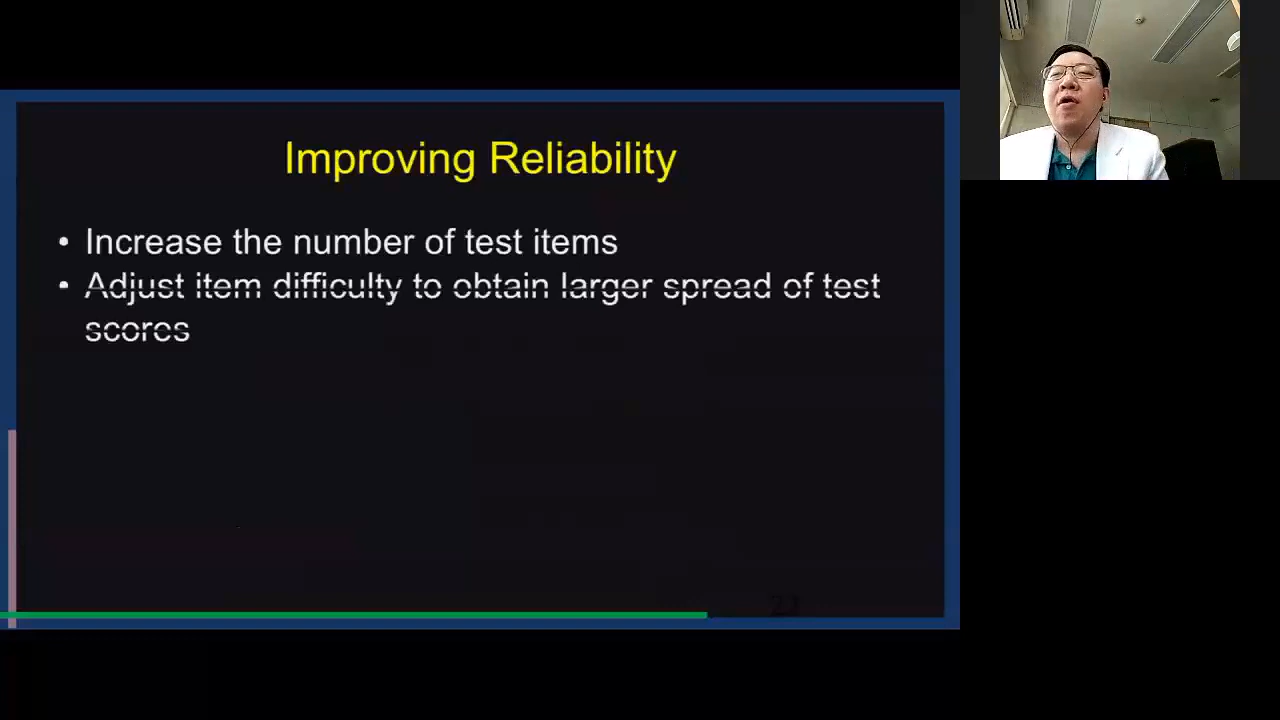 Improving Reliability
• Increase the number of test items
• Adjust item difficulty to obtain larger spread of test
scores